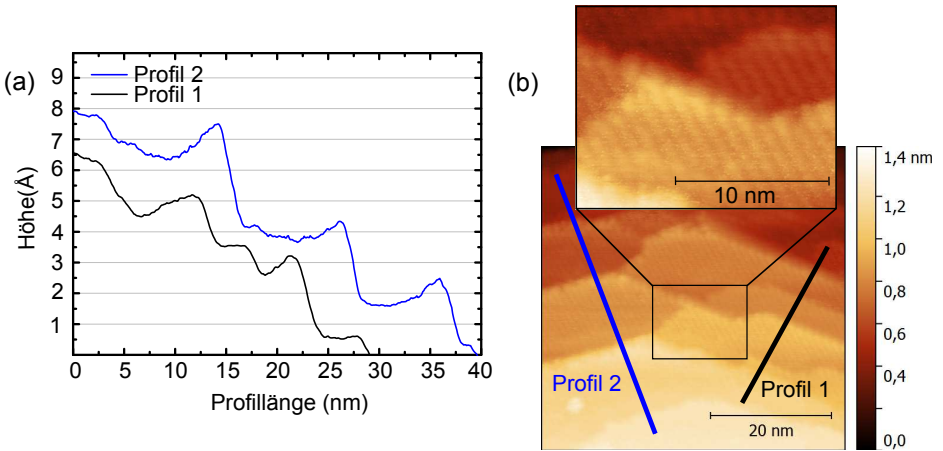 (a)
Höhe(Å)
9
8
7
6
5
4
3
2
1
Profil 2
Profil 1
0 5 10 15 20 25 30 35 40
Profillänge (nm)
(b)
10 nm
Profil 2
Profil 1
20 nm
1,4 nm
1,2
1,0
0,8
0,6
0,4
0,0